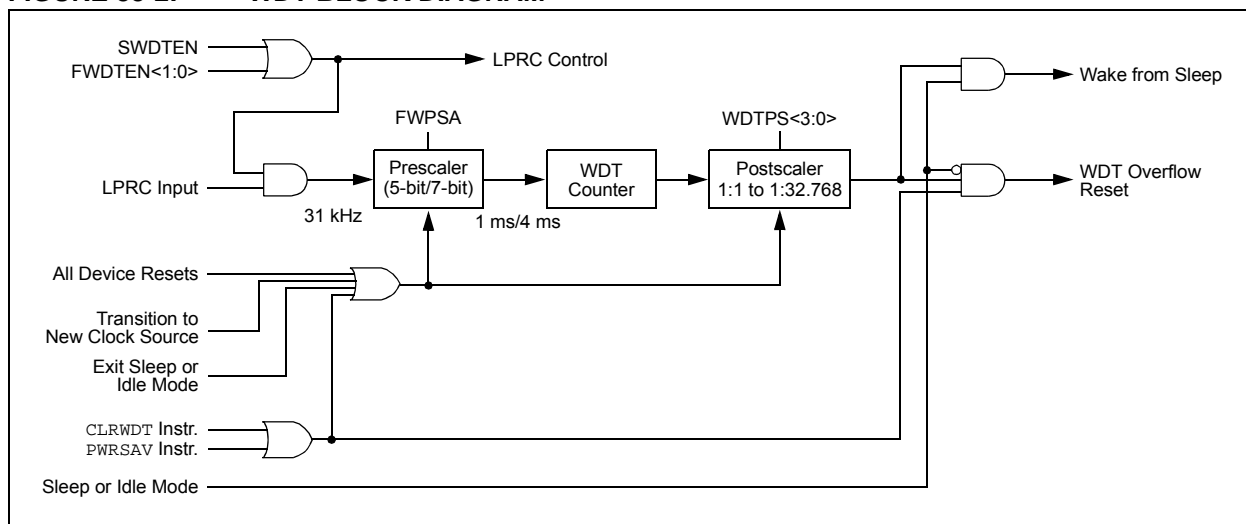 SWDTEN
FWDTEN<1:0>
LPRC Control
Wake from Sleep
FWPSA
WDTPS<3:0>
LPRC Input
Prescaler
(5-bit/7-bit)
WDT
Counter
Postscaler
1:1 to 1:32.768
WDT Overflow
Reset
31 kHz
1 ms/4 ms
All Device Resets
Transition to
New Clock Source
Exit Sleep or
Idle Mode
CLRWDT Instr.
PWRSAV Instr.
Sleep or Idle Mode